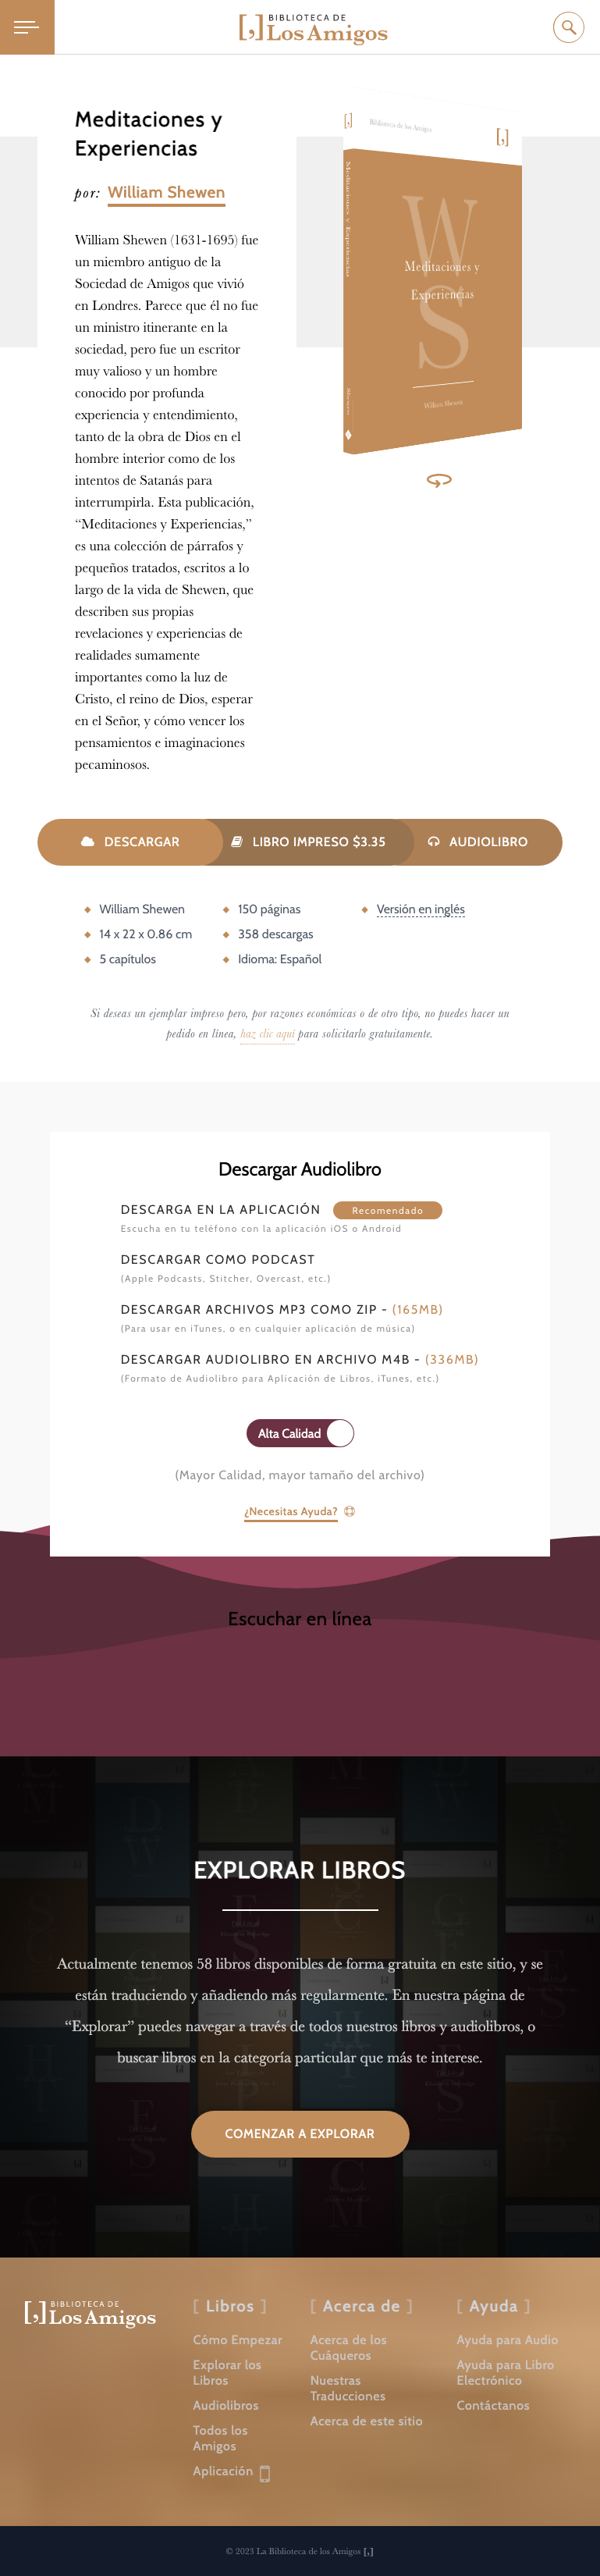 BIBLIOTECA DE
[,] Los Amigos
Meditaciones y
Experiencias
por: William Shewen
William Shewen (1631-1695) fue
un miembro antiguo de la
Sociedad de Amigos que vivió
en Londres. Parece que él no fue
un ministro itinerante en la
sociedad, pero fue un escritor
muy valioso y un hombre
conocido por profunda
experiencia y entendimiento,
tanto de la obra de Dios en el
hombre interior como de los
intentos de Satanás para
interrumpirla. Esta publicación,
“Meditaciones y Experiencias,”
es una colección de párrafos y
pequeños tratados, escritos a lo
largo de la vida de Shewen, que
describen sus propias
revelaciones y experiencias de
realidades sumamente
importantes como la luz de
Cristo, el reino de Dios, esperar
en el Señor, y cómo vencer los
pensamientos e imaginaciones
pecaminosos.
[,] Biblioteca de los Amigos [,]
Meditaciones y Experiencias
Shewen
W
S
Meditaciones y
Experiencias
William Shewen
DESCARGAR
LIBRO IMPRESO $3.35
AUDIOLIBRO
William Shewen
14 x 22 x 0.86 cm
5 capítulos
150 páginas
358 descargas
Idioma: Español
Versión en inglés
Si deseas un ejemplar impreso pero, por razones económicas o de otro tipo, no puedes hacer un
pedido en línea, haz clic aquí para solicitarlo gratuitamente.
Descargar Audiolibro
DESCARGA EN LA APLICACIÓN Recomendado
Escucha en tu teléfono con la aplicación iOS o Android
DESCARGAR COMO PODCAST
(Apple Podcasts, Stitcher, Overcast, etc.)
DESCARGAR ARCHIVOS MP3 COMO ZIP - (165MB)
(Para usar en iTunes, o en cualquier aplicación de música)
DESCARGAR AUDIOLIBRO EN ARCHIVO M4B - (336MB)
(Formato de Audiolibro para Aplicación de Libros, iTunes, etc.)
Alta Calidad
(Mayor Calidad, mayor tamaño del archivo)
¿Necesitas Ayuda?
Escuchar en línea
EXPLORAR LIBROS
Actualmente tenemos 58 libros disponibles de forma gratuita en este sitio, y se
están traduciendo y añadiendo más regularmente. En nuestra página de
“Explorar” puedes navegar a través de todos nuestros libros y audiolibros, o
buscar libros en la categoría particular que más te interese.
COMENZAR A EXPLORAR
BIBLIOTECA DE
[,] Los Amigos
[ Libros ]
Cómo Empezar
Explorar los
Libros
Audiolibros
Todos los
Amigos
Aplicación
[ Acerca de ]
Acerca de los
Cuáqueros
Nuestras
Traducciones
Acerca de este sitio
[ Ayuda ]
Ayuda para Audio
Ayuda para Libro
Electrónico
Contáctanos
© 2023 La Biblioteca de los Amigos [,]